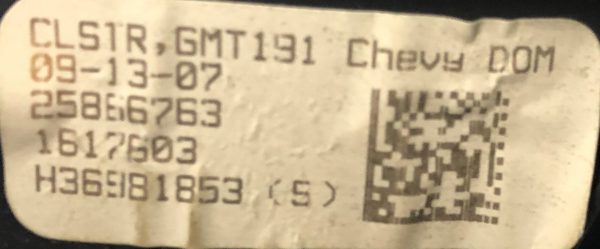 CLSTR,GMT191 Chevy DOM
09-13-07
25866763
1617603
H36981853 (S)